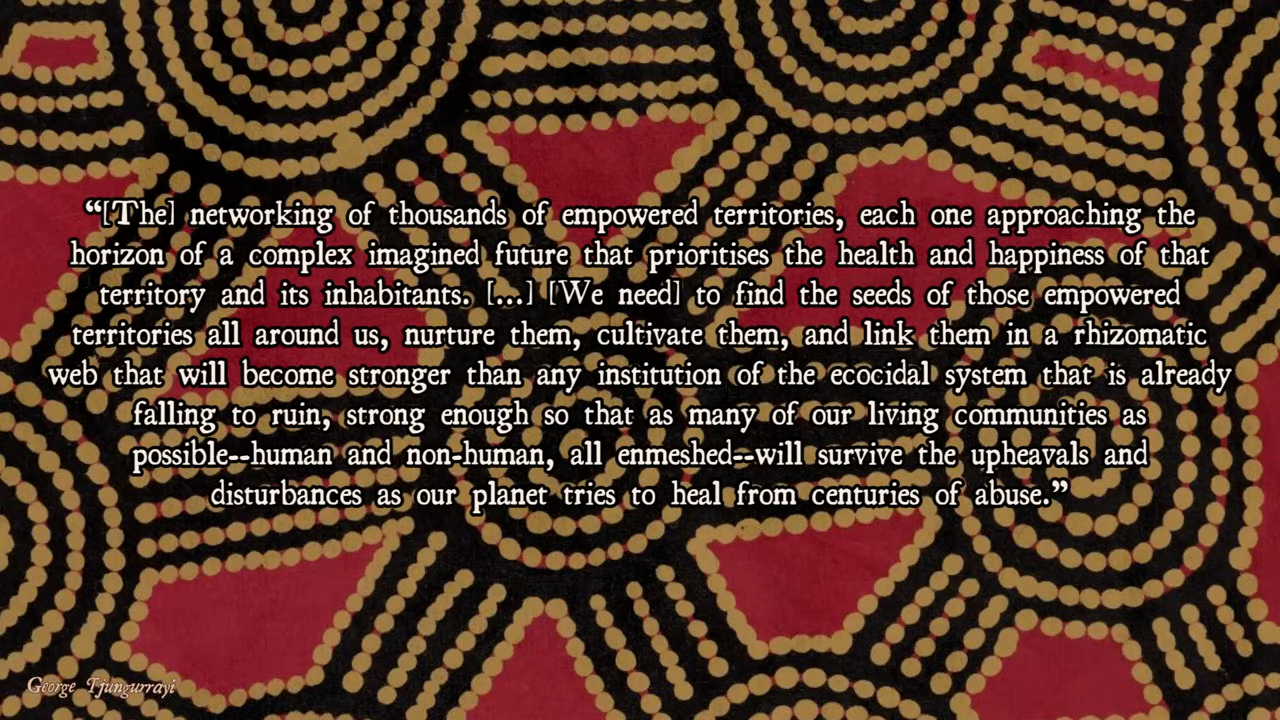 “[The] networking of thousands of empowered territories, each one approaching the
horizon of a complex imagined future that prioritises the health and happiness of that
territory and its inhabitants. [...] [We need] to find the seeds of those empowered
territories all around us, nurture them, cultivate them, and link them in a rhizomatic
web that will become stronger than any institution of the ecocidal system that is already
falling to ruin, strong enough so that as many of our living communities as
possible--human and non-human, all enmeshed--will survive the upheavals and
disturbances as our planet tries to heal from centuries of abuse.”
George Tjungurrayi